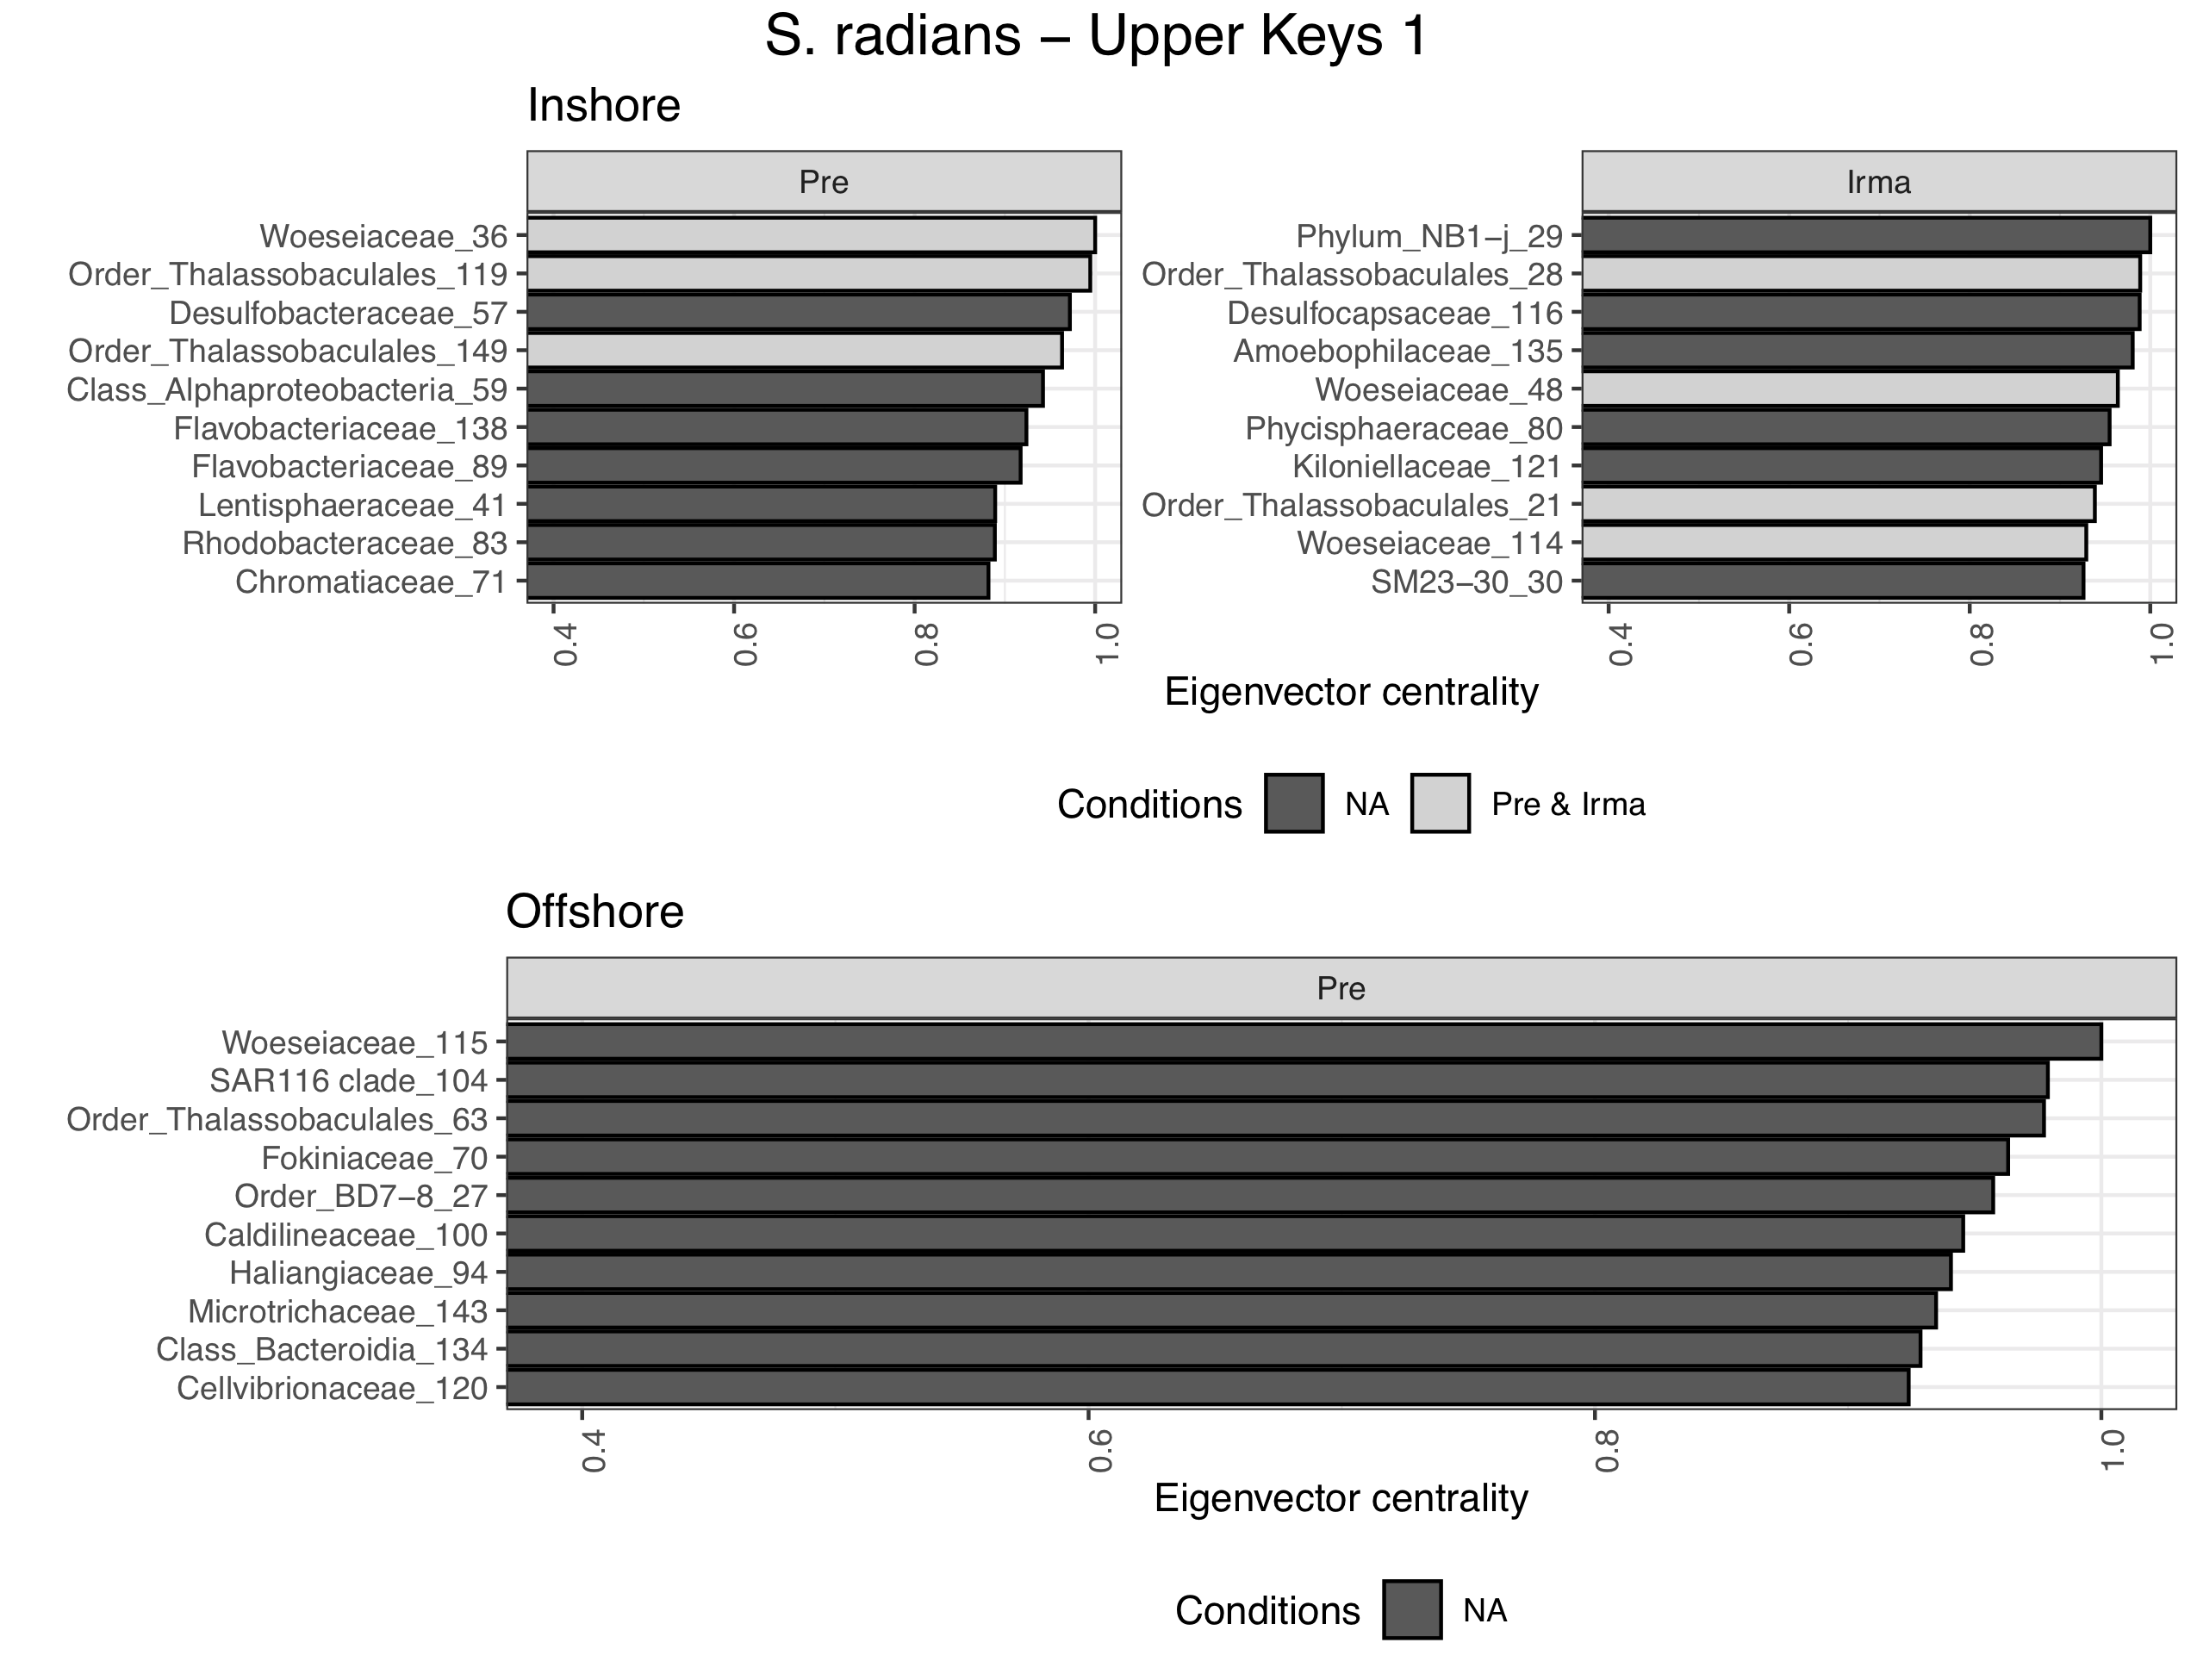 S. radians – Upper Keys 1
Inshore
Pre
Woeseiaceae_36
Order_Thalassobaculales_119
Desulfobacteraceae_57
Order_Thalassobaculales_149
Class_Alphaproteobacteria_59
Flavobacteriaceae_138
Flavobacteriaceae_89
Lentisphaeraceae_41
Rhodobacteraceae_83
Chromatiaceae_71
0.4 0.6 0.8 1.0
Irma
Phylum_NB1–j_29
Order_Thalassobaculales_28
Desulfocapsaceae_116
Amoebophilaceae_135
Woeseiaceae_48
Phycisphaeraceae_80
Kiloniellaceae_121
Order_Thalassobaculales_21
Woeseiaceae_114
SM23–30_30
0.4 0.6 0.8 1.0
Eigenvector centrality
Conditions NA Pre & Irma
Offshore
Pre
Woeseiaceae_115
SAR116 clade_104
Order_Thalassobaculales_63
Fokiniaceae_70
Order_BD7–8_27
Caldilineaceae_100
Haliangiaceae_94
Microtrichaceae_143
Class_Bacteroidia_134
Cellvibrionaceae_120
0.4 0.6 0.8 1.0
Eigenvector centrality
Conditions NA